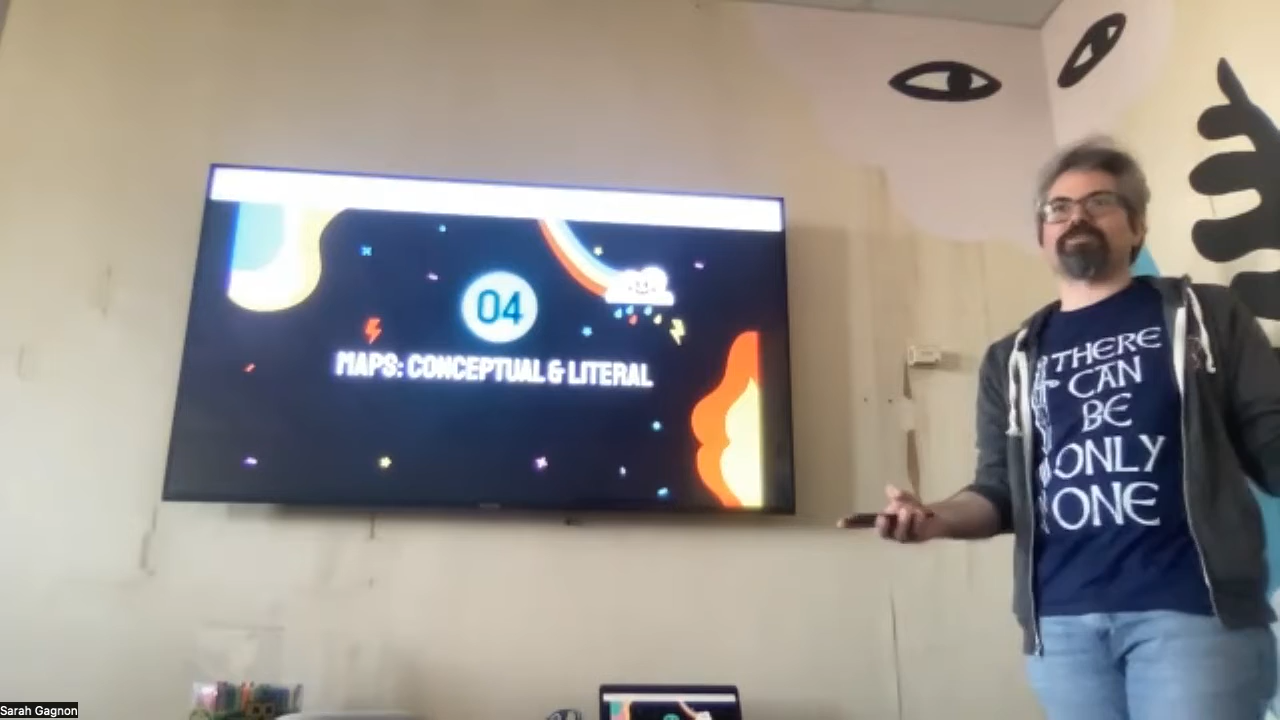 04
MAPS: CONCEPTUAL & LITERAL
THERE
CAN
BE
ONLY
ONE
Sarah Gagnon